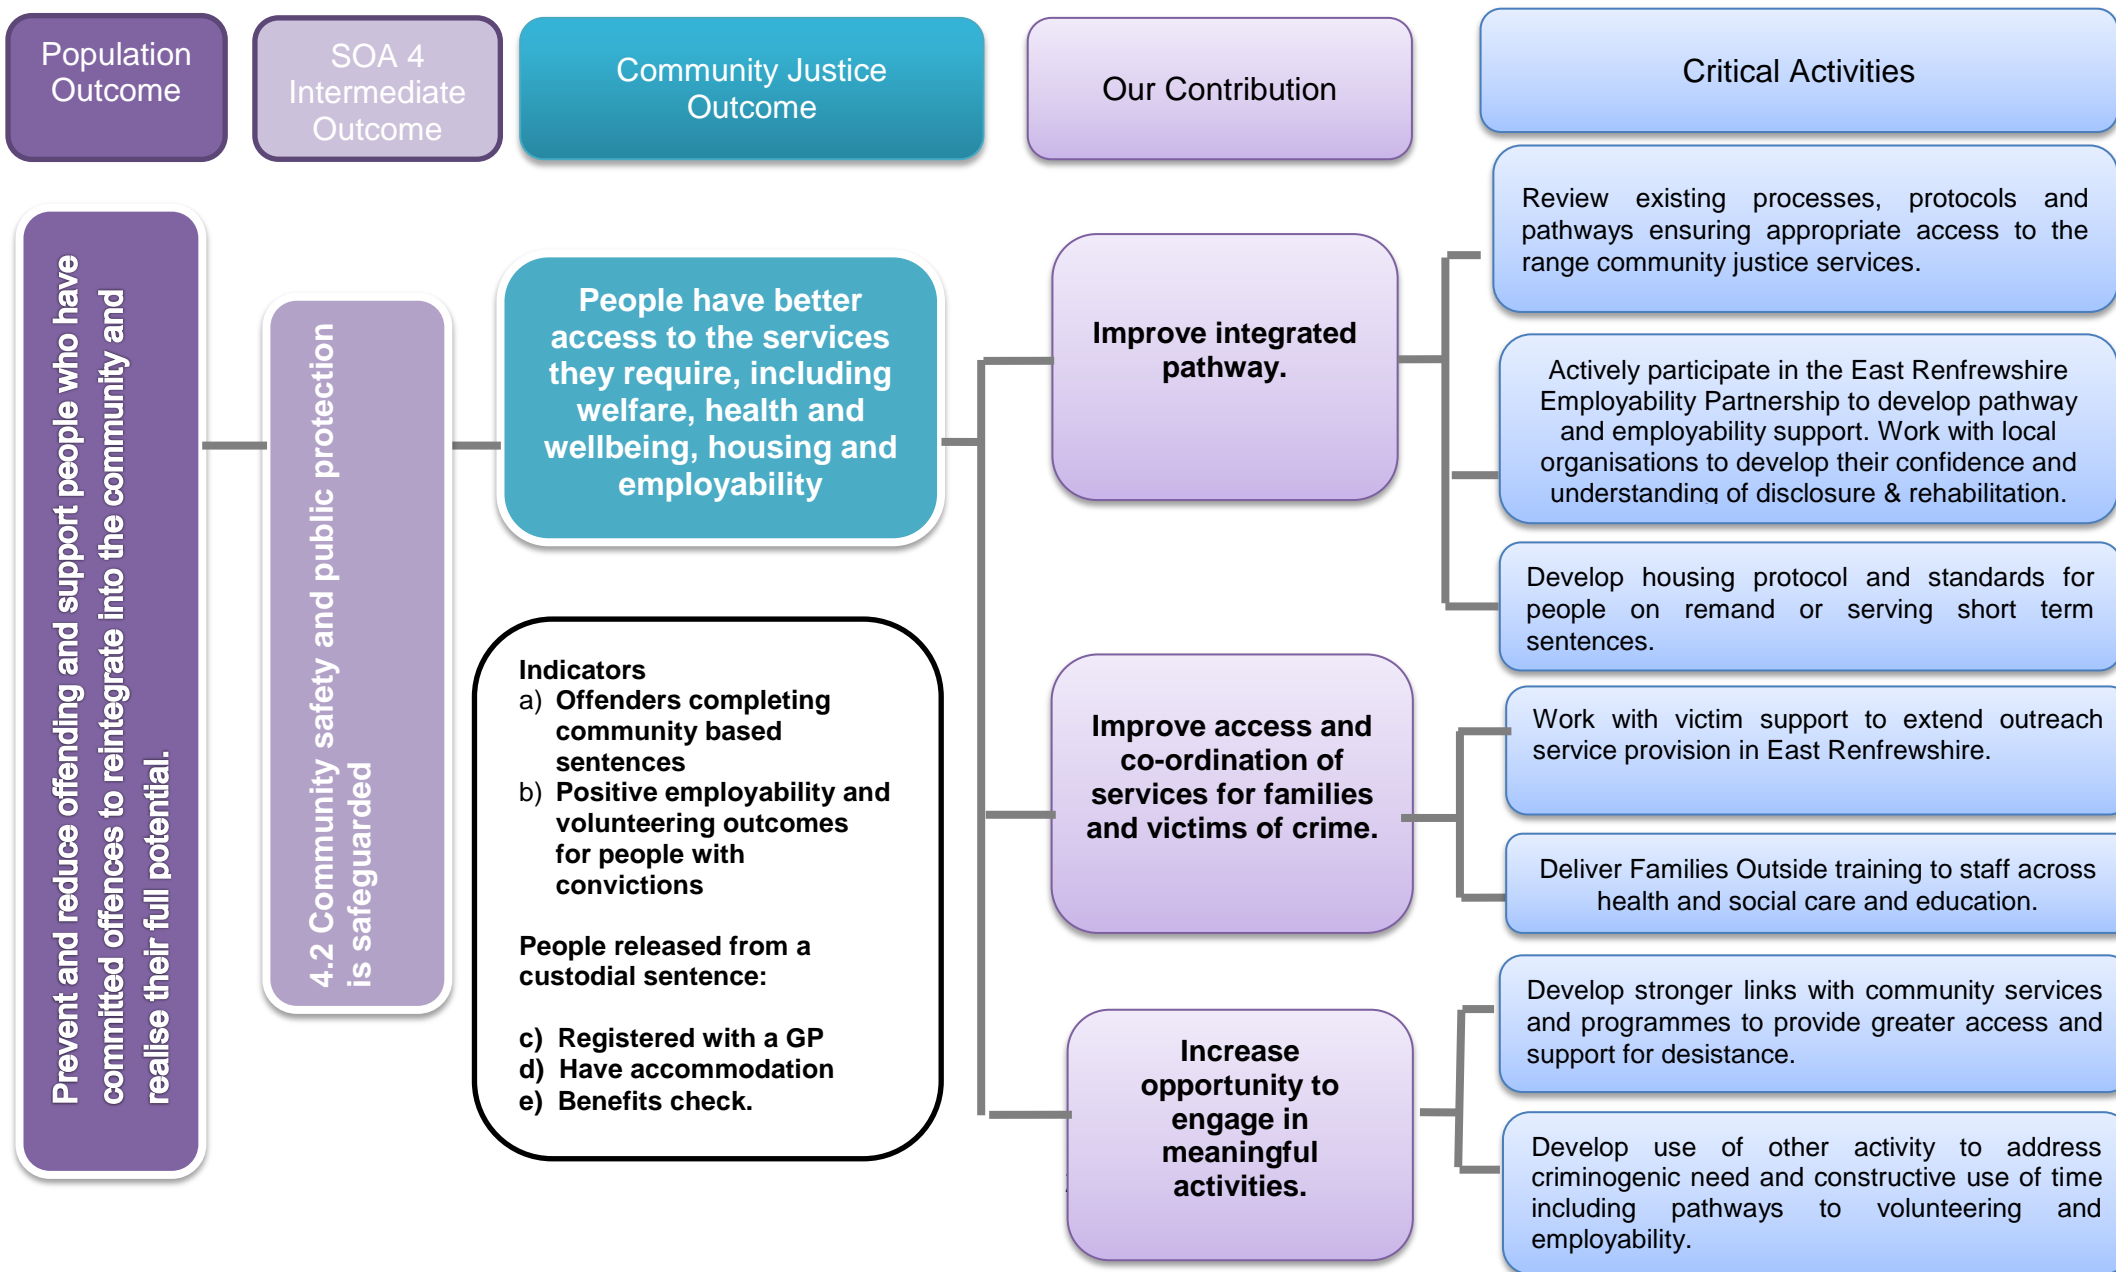 Population
Outcome
SOA 4
Intermediate
Outcome
Community Justice
Outcome
Our Contribution
Critical Activities
Prevent and reduce offending and support people who have
committed offences to reintegrate into the community and
realise their full potential.
4.2 Community safety and public protection
is safeguarded
People have better
access to the services
they require, including
welfare, health and
wellbeing, housing and
employability
Indicators
a) Offenders completing
community based
sentences
b) Positive employability and
volunteering outcomes
for people with
convictions
People released from a
custodial sentence:
c) Registered with a GP
d) Have accommodation
e) Benefits check.
Improve integrated
pathway.
Improve access and
co-ordination of
services for families
and victims of crime.
Increase
opportunity to
engage in
meaningful
activities.
Review existing processes, protocols and
pathways ensuring appropriate access to the
range community justice services.
Actively participate in the East Renfrewshire
Employability Partnership to develop pathway
and employability support. Work with local
organisations to develop their confidence and
understanding of disclosure & rehabilitation.
Develop housing protocol and standards for
people on remand or serving short term
sentences.
Work with victim support to extend outreach
service provision in East Renfrewshire.
Deliver Families Outside training to staff across
health and social care and education.
Develop stronger links with community services
and programmes to provide greater access and
support for desistance.
Develop use of other activity to address
criminogenic need and constructive use of time
including pathways to volunteering and
employability.